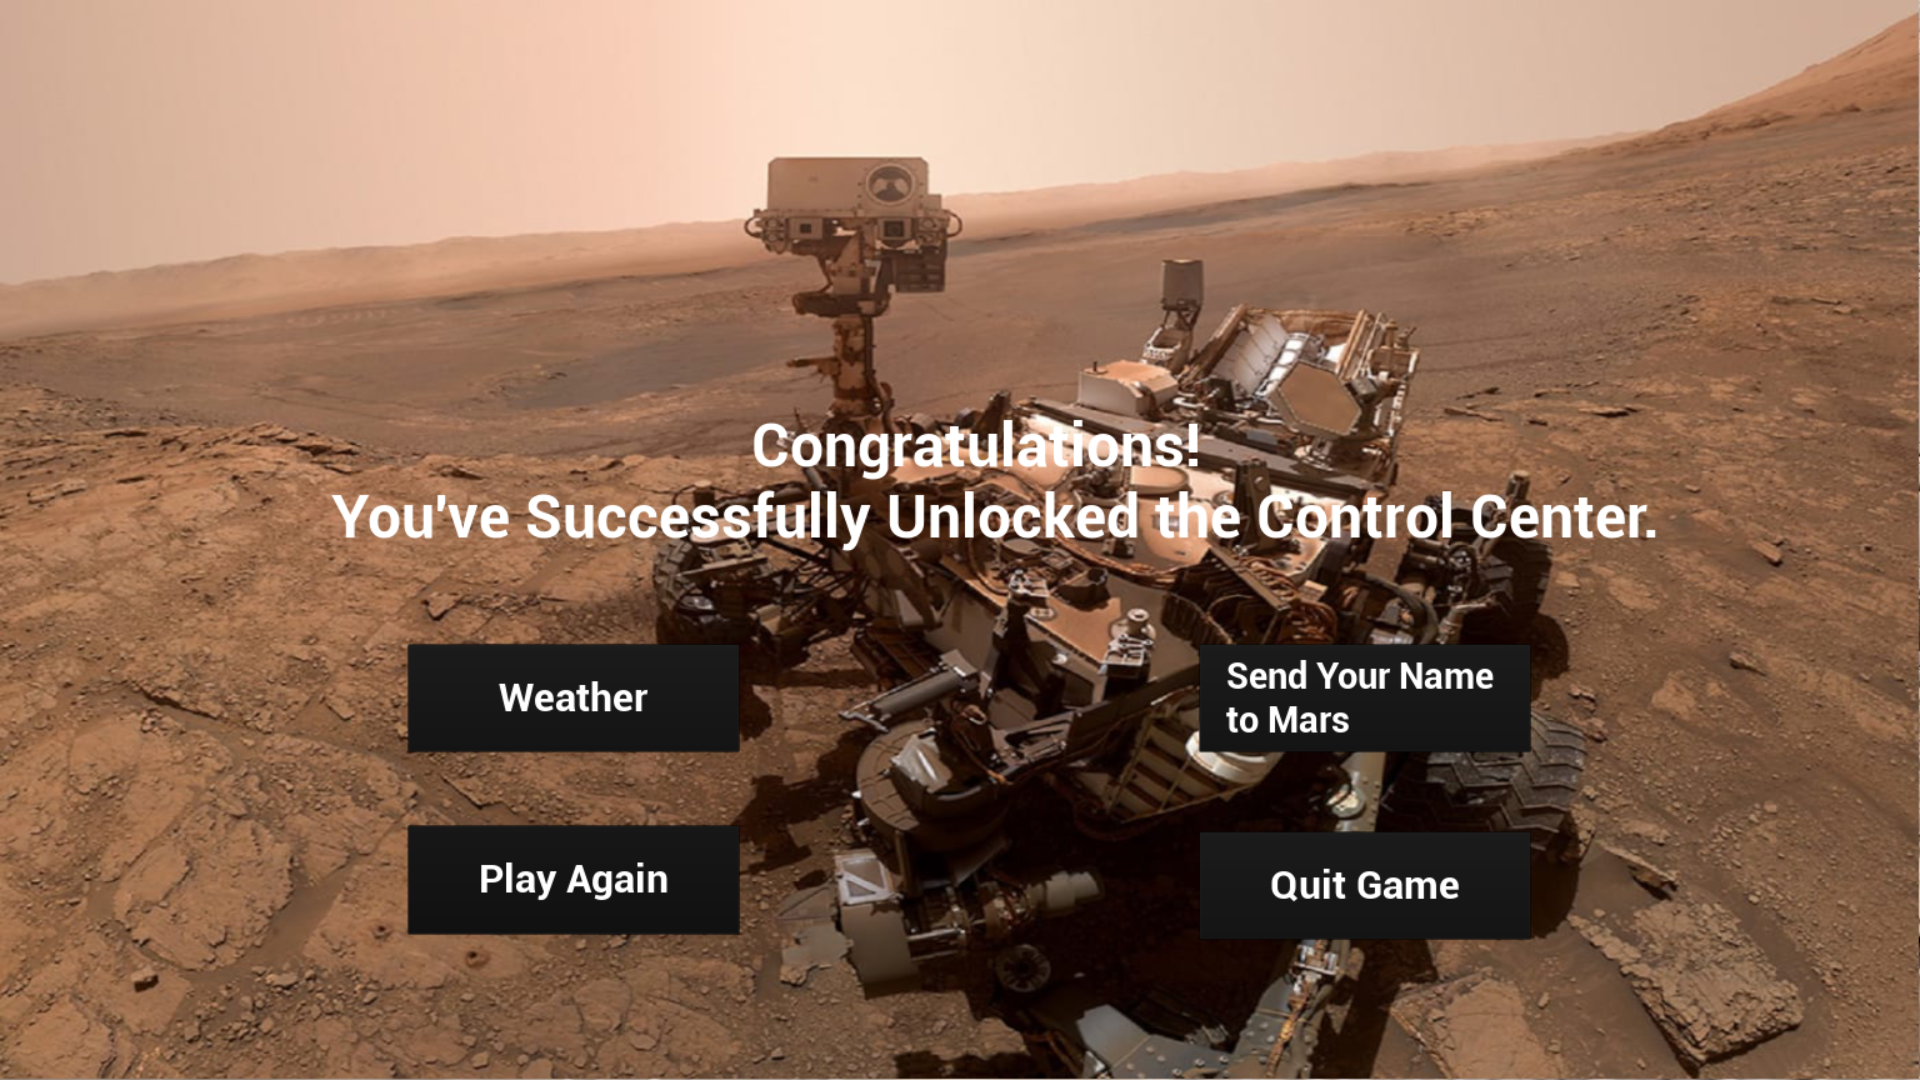 Congratulations!
You've Successfully Unlocked the Control Center.
Weather
Send Your Name
to Mars
Play Again
Quit Game